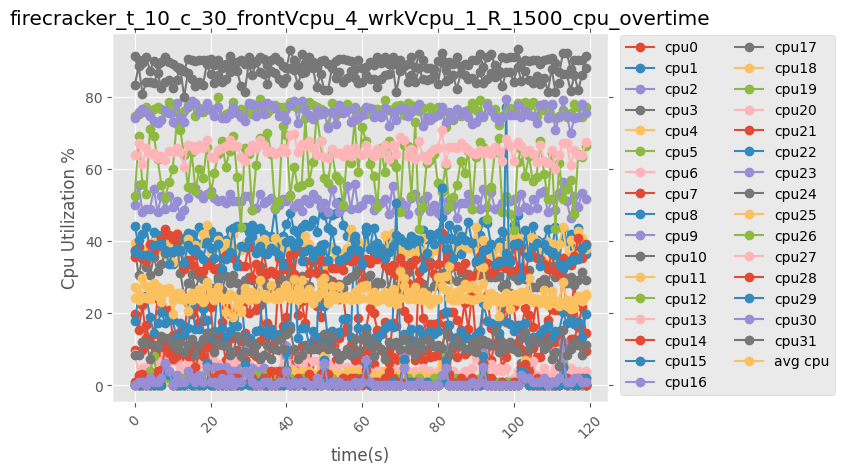 firecracker_t_10_c_30_frontVcpu_4_wrkVcpu_1_R_1500_cpu_overtime
Cpu Utilization %
80
60
40
20
0
0
20
40
60
80
100
120
time(s)
cpu0
cpu1
cpu2
cpu3
cpu4
cpu5
cpu6
cpu7
cpu8
cpu9
cpu10
cpu11
cpu12
cpu13
cpu14
cpu15
cpu16
cpu17
cpu18
cpu19
cpu20
cpu21
cpu22
cpu23
cpu24
cpu25
cpu26
cpu27
cpu28
cpu29
cpu30
cpu31
avg cpu